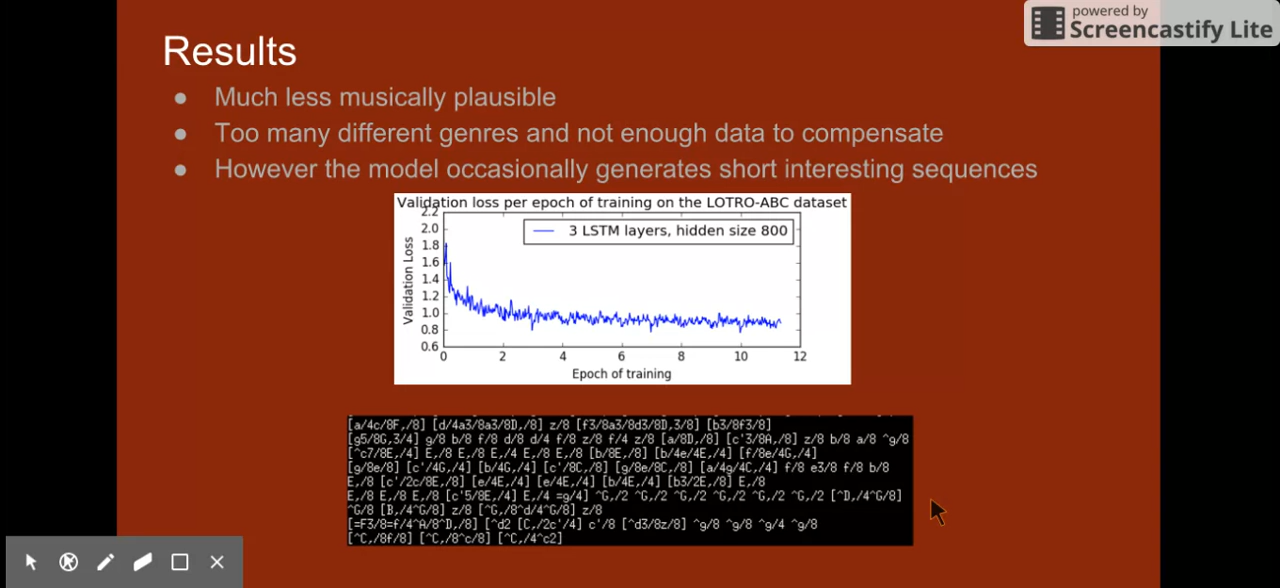 powered by
Screencastify Lite
Results
● Much less musically plausible
● Too many different genres and not enough data to compensate
● However the model occasionally generates short interesting sequences
Validation loss per epoch of training on the LOTRO-ABC dataset
3 LSTM layers, hidden size 800
Validation Loss
2.2
2.0
1.8
1.6
1.4
1.2
1.0
0.8
0.6
0 2 4 6 8 10 12
Epoch of training
[a/4c/8F,/8] [d/4a3/8a3/8D,/8] z/8 [f3/8a3/8d3/8D,3/8] [b3/8f3/8]
[g5/8G,3/4] g/8 b/8 f/8 d/8 d/4 f/8 z/8 f/4 z/8 [a/8D,/8] [c'3/8A,/8] z/8 b/8 a/8 ^g/8
[^c7/8E,/4] E,/8 E,/8 E,/4 E,/8 E,/8 [b/8E,/8] [b/4e/4E,/4] [f/8e/4G,/4]
[g/8e/8] [c'/4G,/4] [b/4G,/4] [c'/8C,/8] [g/8e/8C,/8] [a/4g/4C,/4] f/8 e3/8 f/8 b/8
E,/8 [c'/2c/8E,/8] [e/4E,/4] [e/4E,/4] [b/4E,/4] [b3/2E,/8] E,/8
E,/8 E,/8 E,/8 [c'5/8E,/4] E,/4 =g/4] ^G,/2 ^G,/2 ^G,/2 ^G,/2 ^G,/2 ^G,/2 [^D,/4^G/8]
^G/8 [B,/4^G/8] z/8 [^G,/8^d/4^G/8] z/8
[=F3/8=f/4^A/8^D,/8] [^d2 [C,/2c'/4] c'/8 [^d3/8z/8] ^g/8 ^g/8 ^g/4 ^g/8
[^C,/8f/8] [^C,/8^c/8] [^C,/4^c2]